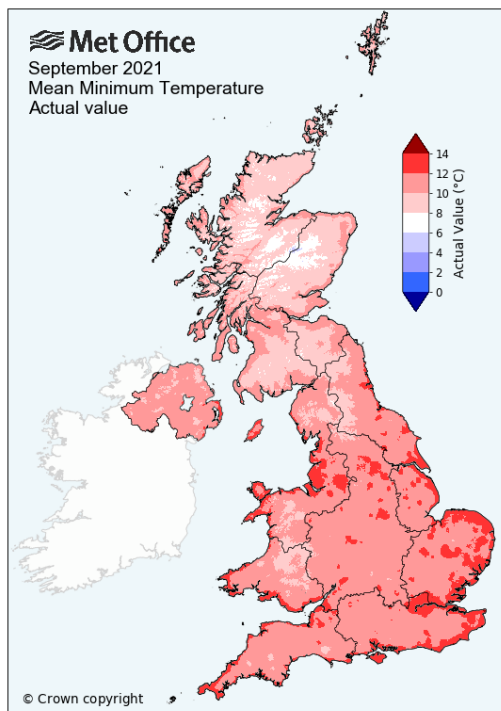 Met Office
September 2021
Mean Minimum Temperature
Actual value
14
12
10
8
6
4
2
0
Actual Value (°C)
© Crown copyright